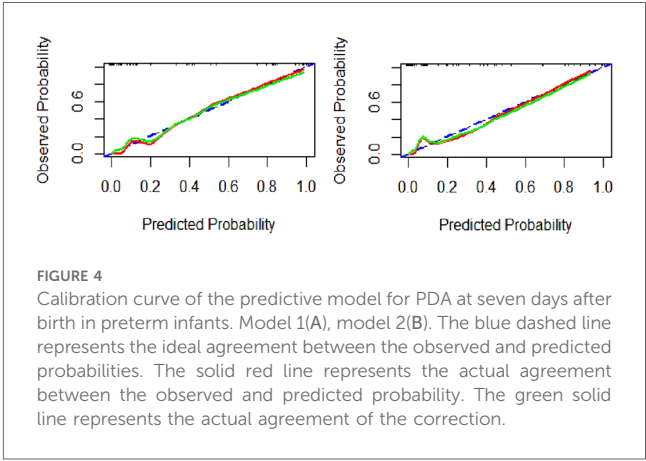 Observed Probability
0.0 0.6
0.0 0.2 0.4 0.6 0.8 1.0
Predicted Probability
Observed Probability
0.0 0.6
0.0 0.2 0.4 0.6 0.8 1.0
Predicted Probability
FIGURE 4
Calibration curve of the predictive model for PDA at seven days after
birth in preterm infants. Model 1(A), model 2(B). The blue dashed line
represents the ideal agreement between the observed and predicted
probabilities. The solid red line represents the actual agreement
between the observed and predicted probability. The green solid
line represents the actual agreement of the correction.